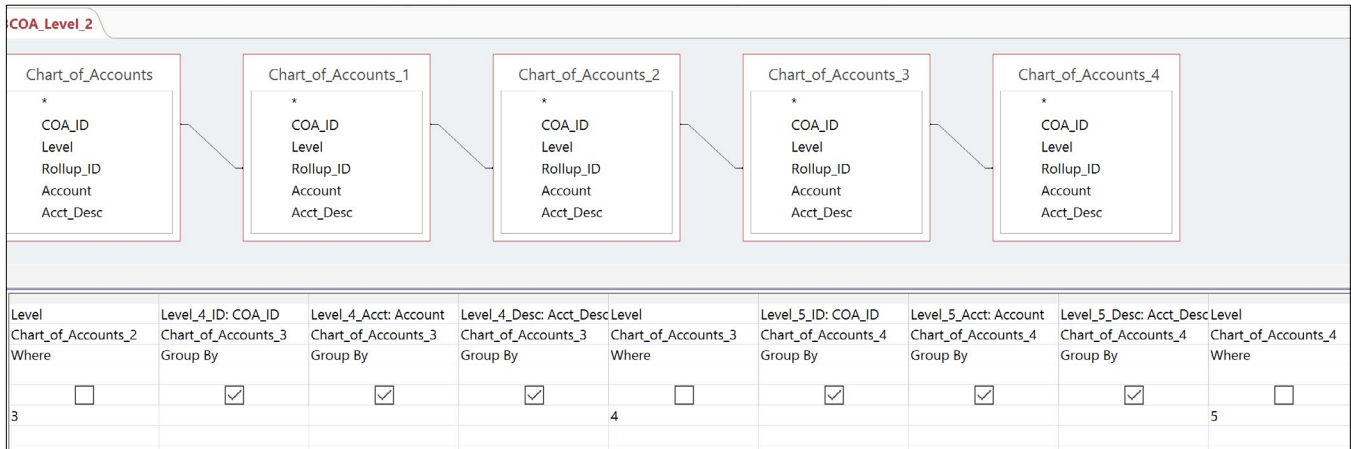 COA_Level_2
Chart_of_Accounts Chart_of_Accounts_1 Chart_of_Accounts_2 Chart_of_Accounts_3 Chart_of_Accounts_4
* * * * *
COA_ID COA_ID COA_ID COA_ID COA_ID
Level Level Level Level Level
Rollup_ID Rollup_ID Rollup_ID Rollup_ID Rollup_ID
Account Account Account Account Account
Acct_Desc Acct_Desc Acct_Desc Acct_Desc Acct_Desc
Level Level_4_ID: COA_ID Level_4_Acct: Account Level_4_Desc: Acct_Desc Level Level_5_ID: COA_ID Level_5_Acct: Account Level_5_Desc: Acct_Desc Level
Chart_of_Accounts_2 Chart_of_Accounts_3 Chart_of_Accounts_3 Chart_of_Accounts_3 Chart_of_Accounts_3 Chart_of_Accounts_4 Chart_of_Accounts_4 Chart_of_Accounts_4 Chart_of_Accounts_4
Where Group By Group By Group By Where Group By Group By Group By Where
3 4 5